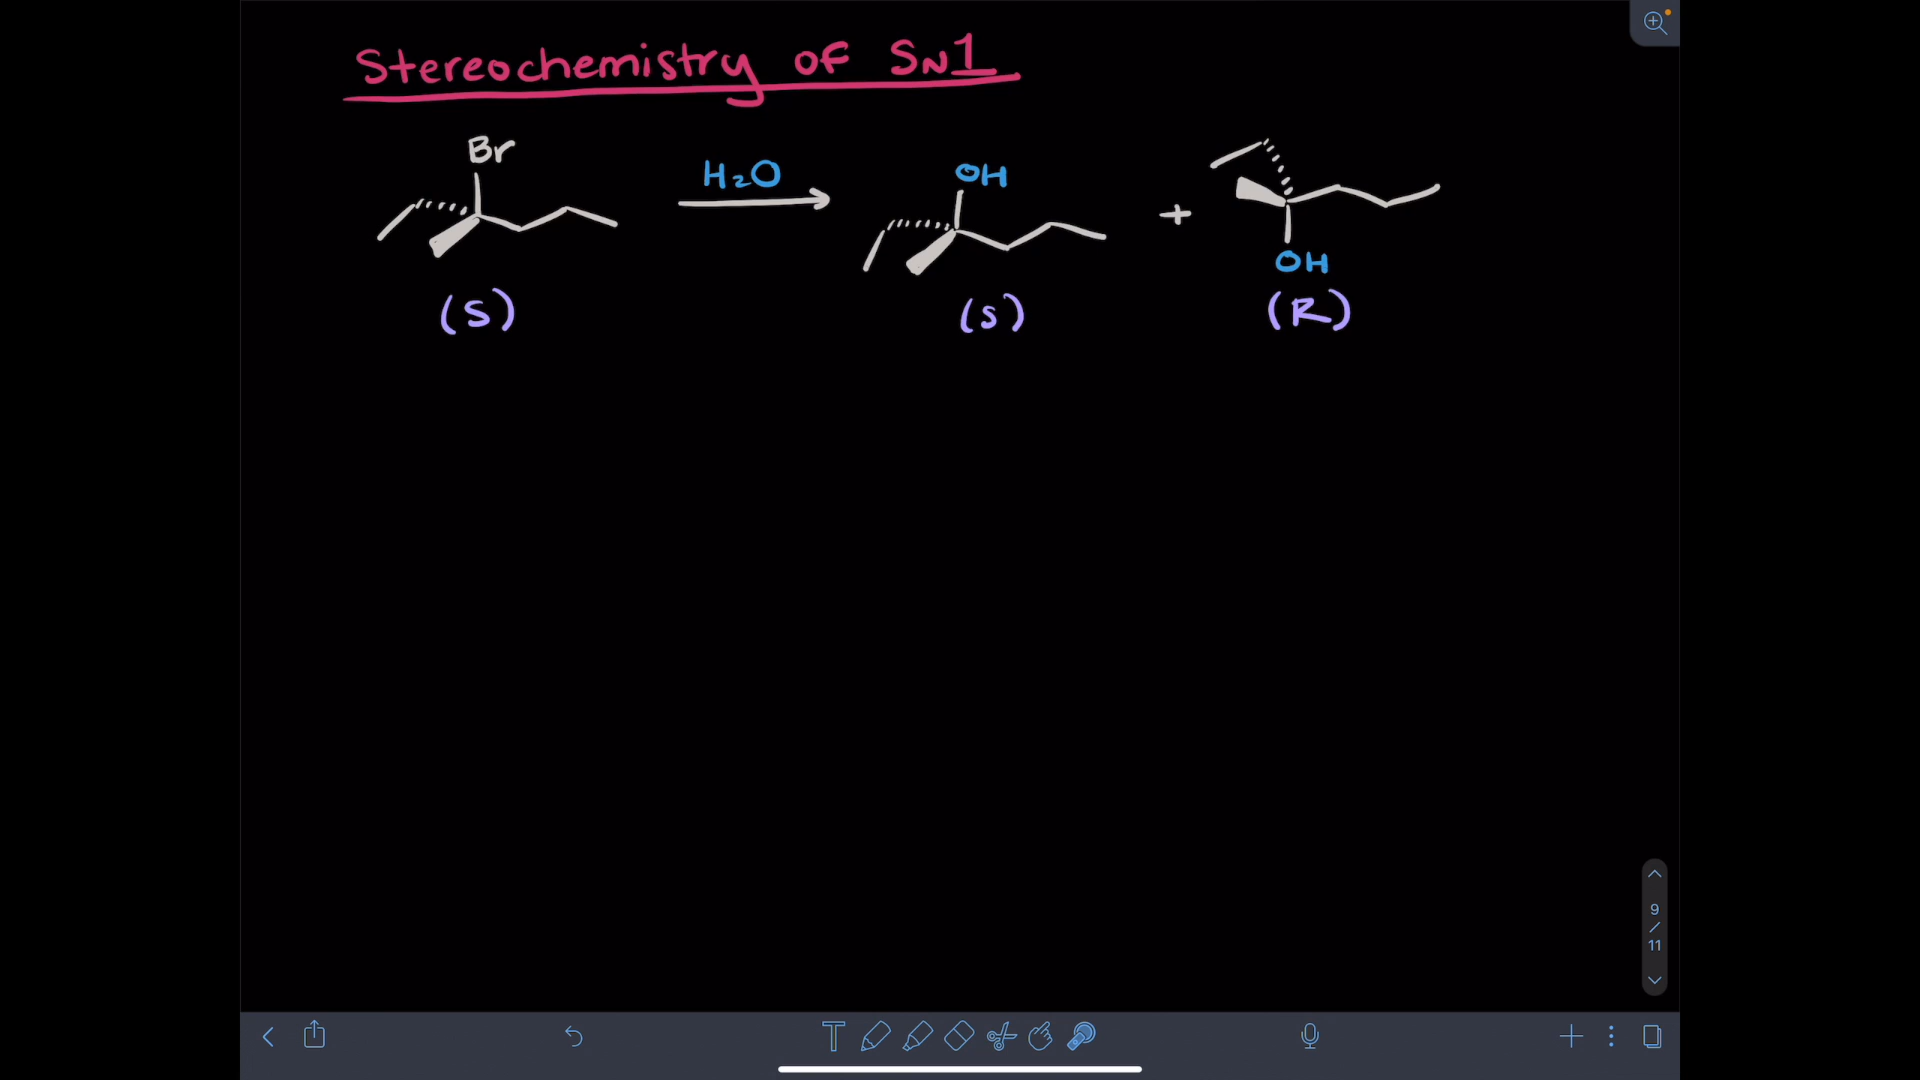 Stereochemistry of SN1
Br
H₂O
OH
+
OH
(S)
(S)
(R)
9
/
11
T